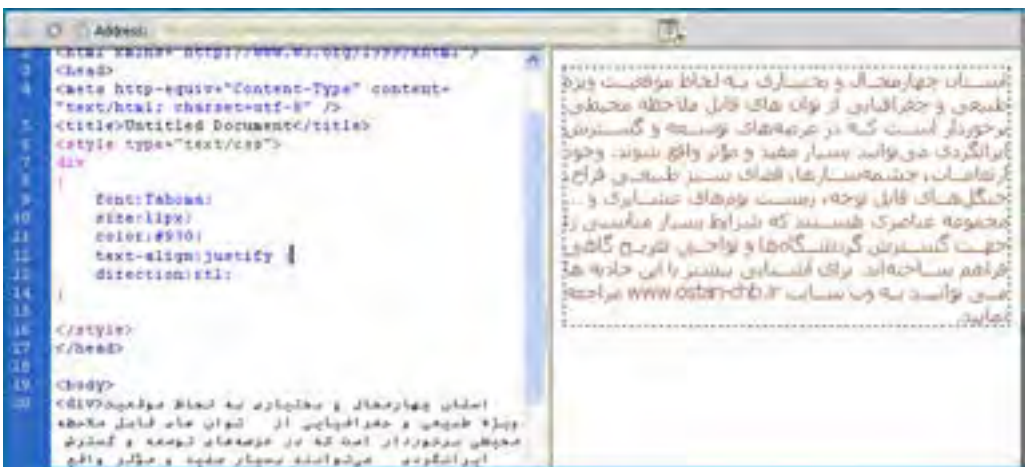 Address:
<html xmlns="http://www.w3.org/1999/xhtml">
<head>
<meta http-equiv="Content-Type" content=
"text/html; charset=utf-8" />
<title>Untitled Document</title>
<style type="text/css">
div
{
font:Tahoma;
size:11px;
color:#930;
text-align:justify
direction:rtl;
}
</style>
</head>
<body>
<div>استان چهارمحال و بختیاری به لحاظ موقعیت
ویژه طبیعی و جغرافیایی از توان های قابل ملاحظه
محیطی برخوردار است که در عرصه‌های توسعه و گسترش
ایرانگردی می‌توانند بسیار مفید و مؤثر واقع
استان چهارمحال و بختیاری به لحاظ موقعیت ویژه
طبیعی و جغرافیایی از توان های قابل ملاحظه محیطی
برخوردار است که در عرصه‌های توسعه و گسترش
ایرانگردی می‌توانند بسیار مفید و مؤثر واقع شوند. وجود
ارتفاعات، چشمه‌سارها، فضای سبز طبیعی فراخ،
جنگل‌های قابل توجه، زیست بوم‌های عشایری و ...
مجموعه عناصری هستند که شرایط بسیار مناسبی را
جهت گسترش گردشگاه‌ها و نواحی تفریح گاهی
فراهم ساخته‌اند. برای آشنایی بیشتر با این جاذبه ها
می توانید به وب سایت www.ostan-chb.ir مراجعه
نمایید.